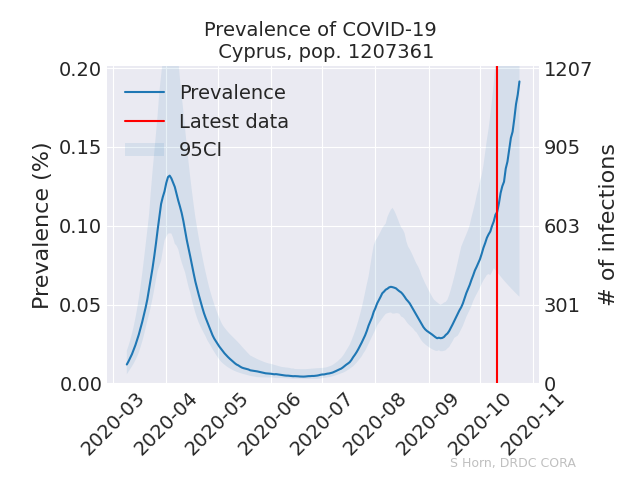 Prevalence of COVID-19
Cyprus, pop. 1207361
Prevalence (%)
0.20
0.15
0.10
0.05
0.00
Prevalence
Latest data
95CI
1207
905
603
301
0
# of infections
2020-03
2020-04
2020-05
2020-06
2020-07
2020-08
2020-09
2020-10
2020-11
S Horn, DRDC CORA